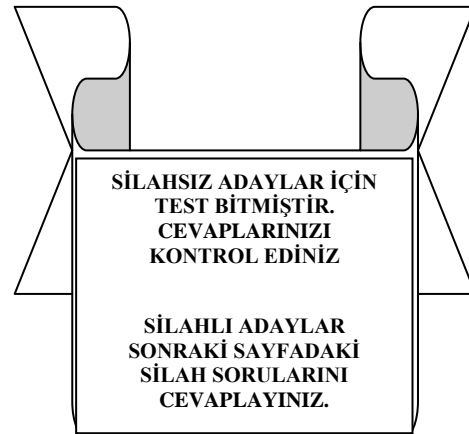 SİLAHSIZ ADAYLAR İÇİN
TEST BİTMİŞTİR.
CEVAPLARINIZI
KONTROL EDİNİZ
SİLAHLI ADAYLAR
SONRAKİ SAYFADAKİ
SİLAH SORULARINI
CEVAPLAYINIZ.